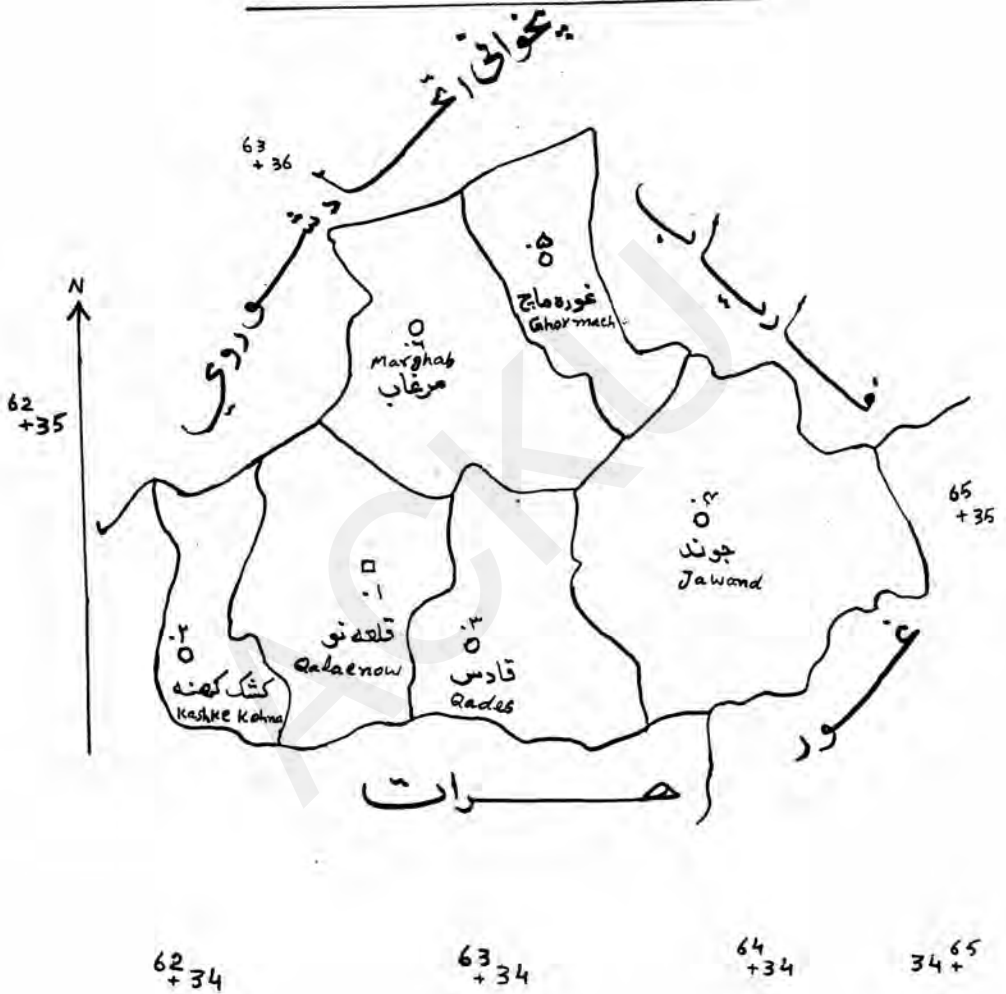 پخوانی
63
+ 36
شوروی
N
فاریاب
.۵
غوره ماچ
Ghormach
.۶
Marghab
مرغاب
62
+35
65
+ 35
.۴
جوند
Jawand
.۱
قلعه نو
Qalaenow
.۲
کشک کهنه
Kashke Kohna
.۳
قادس
Qades
غور
هرات
62
+ 34
63
+ 34
64
+ 34
65
34 +
ACKU